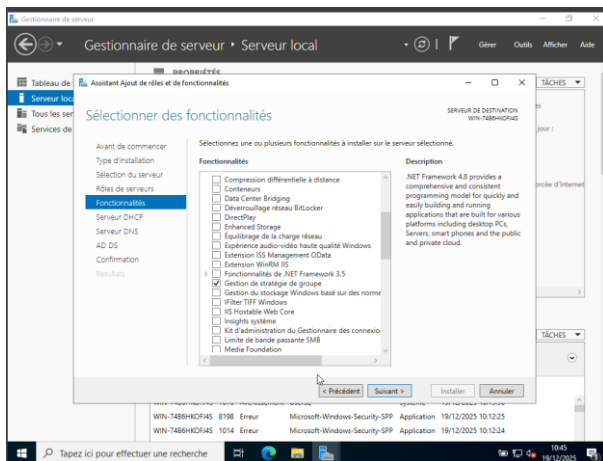 Gestionnaire de serveur
Gestionnaire de serveur • Serveur local
Gérer Outils Afficher Aide
PROPRIÉTÉS
TÂCHES
Tableau de
Serveur loc
Tous les ser
Services de
Assistant Ajout de rôles et de fonctionnalités
Sélectionner des fonctionnalités
SERVEUR DE DESTINATION
WIN-74B6HKOFJ4S
Avant de commencer
Type d'installation
Sélection du serveur
Rôles de serveurs
Fonctionnalités
Serveur DHCP
Serveur DNS
AD DS
Confirmation
Résultats
Sélectionnez une ou plusieurs fonctionnalités à installer sur le serveur sélectionné.
Fonctionnalités
Compression différentielle à distance
Conteneurs
Data Center Bridging
Déverrouillage réseau BitLocker
DirectPlay
Enhanced Storage
Équilibrage de la charge réseau
Expérience audio-vidéo haute qualité Windows
Extension ISS Management OData
Extension WinRM IIS
Fonctionnalités de .NET Framework 3.5
Gestion de stratégie de groupe
Gestion du stockage Windows basé sur des norme
IFilter TIFF Windows
IIS Hostable Web Core
Insights système
Kit d'administration du Gestionnaire des connexio
Limite de bande passante SMB
Media Foundation
Description
.NET Framework 4.8 provides a
comprehensive and consistent
programming model for quickly and
easily building and running
applications that are built for various
platforms including desktop PCs,
Servers, smart phones and the public
and private cloud.
jour :
orcée d'Internet
TÂCHES
< Précédent Suivant > Installer Annuler
WIN-74B6HKOFJ4S 8198 Erreur Microsoft-Windows-Security-SPP Application 19/12/2025 10:12:25
WIN-74B6HKOFJ4S 1014 Erreur Microsoft-Windows-Security-SPP Application 19/12/2025 10:12:24
Tapez ici pour effectuer une recherche
10:45
19/12/2025